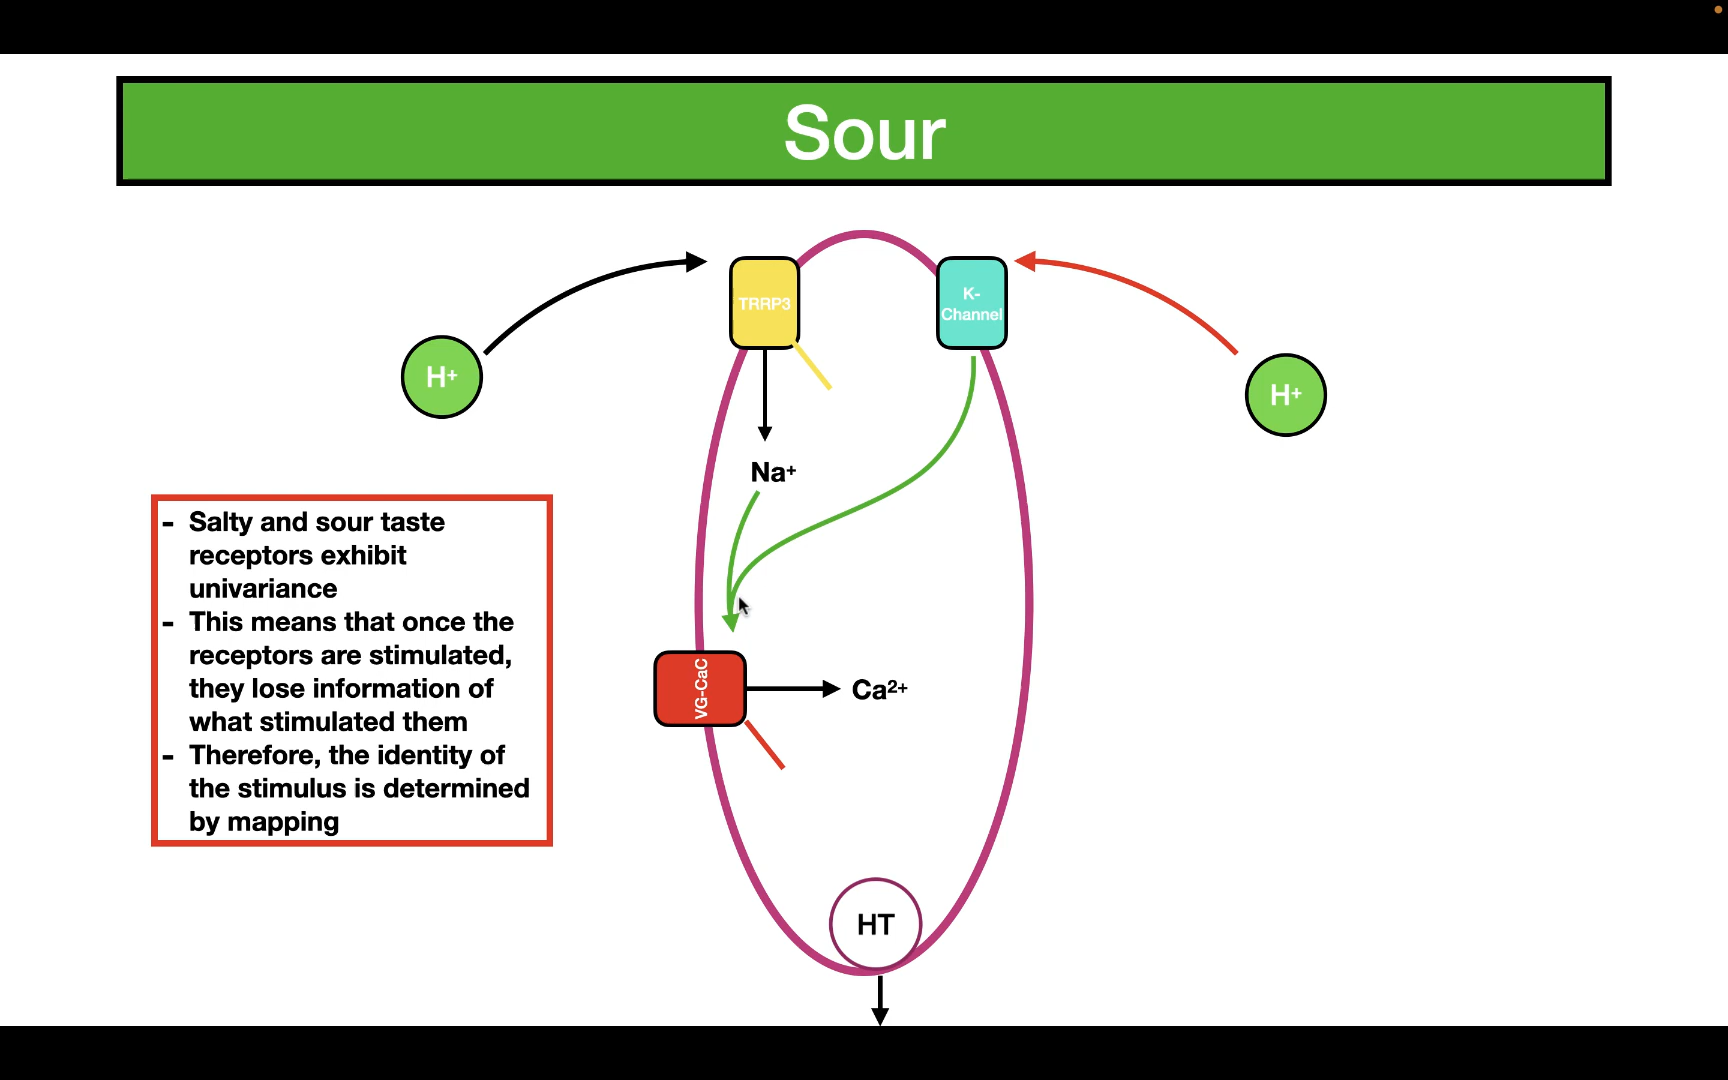 Sour
TRRP3
K-
Channel
H+
H+
Na+
- Salty and sour taste
receptors exhibit
univariance
- This means that once the
receptors are stimulated,
they lose information of
what stimulated them
- Therefore, the identity of
the stimulus is determined
by mapping
VG-CaC
Ca2+
HT